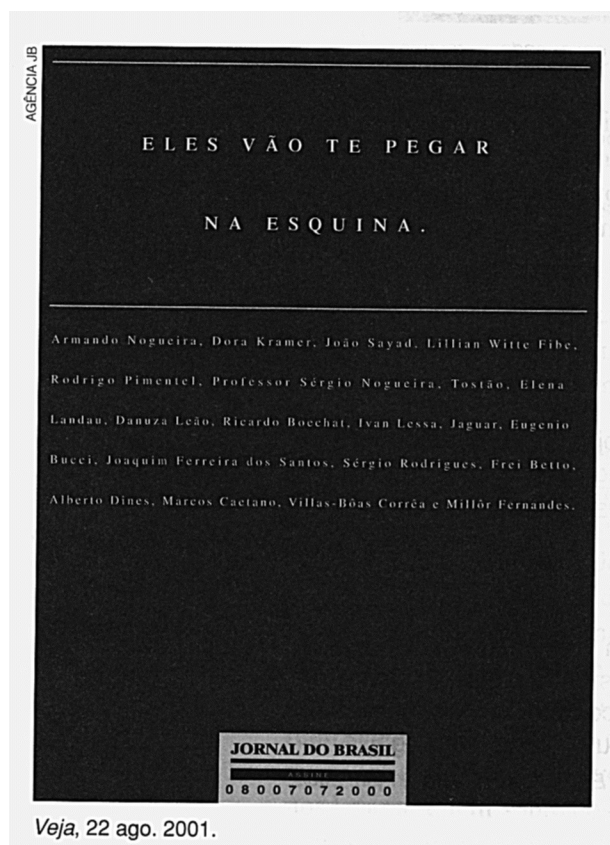 AGÊNCIA JB
ELES VÃO TE PEGAR
NA ESQUINA.
Armando Nogueira, Dora Kramer, João Sayad, Lillian Witte Fibe,
Rodrigo Pimentel, Professor Sérgio Nogueira, Tostão, Elena
Landau, Danuza Leão, Ricardo Boechat, Ivan Lessa, Jaguar, Eugenio
Bucci, Joaquim Ferreira dos Santos, Sérgio Rodrigues, Frei Betto,
Alberto Dines, Marcos Caetano, Villas-Bôas Corrêa e Millôr Fernandes.
JORNAL DO BRASIL
ASSINE
08007072000
Veja, 22 ago. 2001.